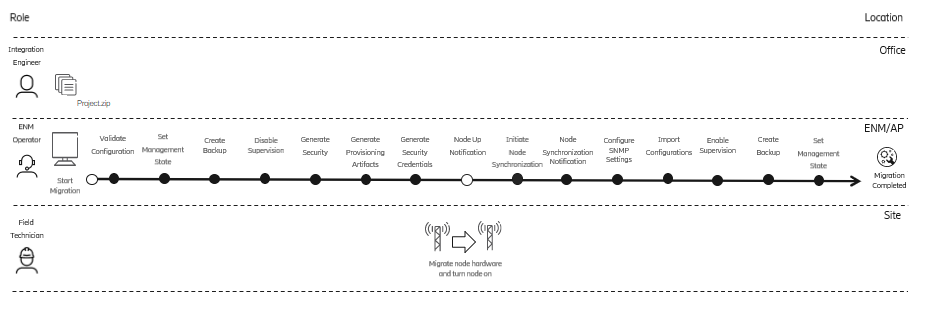 Role
Location
Integration
Engineer
Office
Project.zip
ENM
Operator
ENM/AP
Start
Migration
Validate
Configuration
Set
Management
State
Create
Backup
Disable
Supervision
Generate
Security
Generate
Provisioning
Artifacts
Generate
Security
Credentials
Node Up
Notification
Initiate
Node
Synchronization
Node
Synchronization
Notification
Configure
SNMP
Settings
Import
Configurations
Enable
Supervision
Create
Backup
Set
Management
State
Migration
Completed
Field
Technician
Site
Migrate node hardware
and turn node on